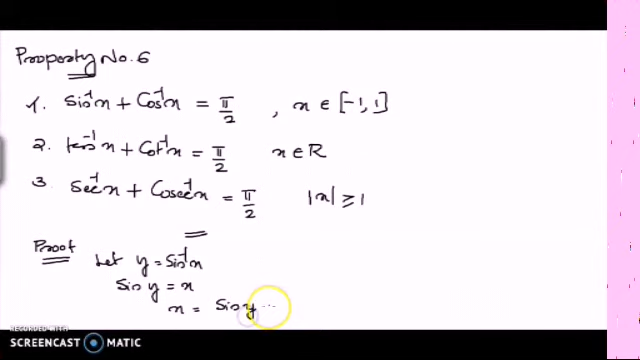 Property No. 6
1. Sin⁻¹x + Cos⁻¹x = π/2 , x ∈ [-1, 1]
2. tan⁻¹x + Cot⁻¹x = π/2 x ∈ R
3. Sec⁻¹x + Cosec⁻¹x = π/2 |x| ≥ 1
Proof Let y = Sin⁻¹x
Sin y = x
x = Sin y
RECORDED WITH
SCREENCAST MATIC